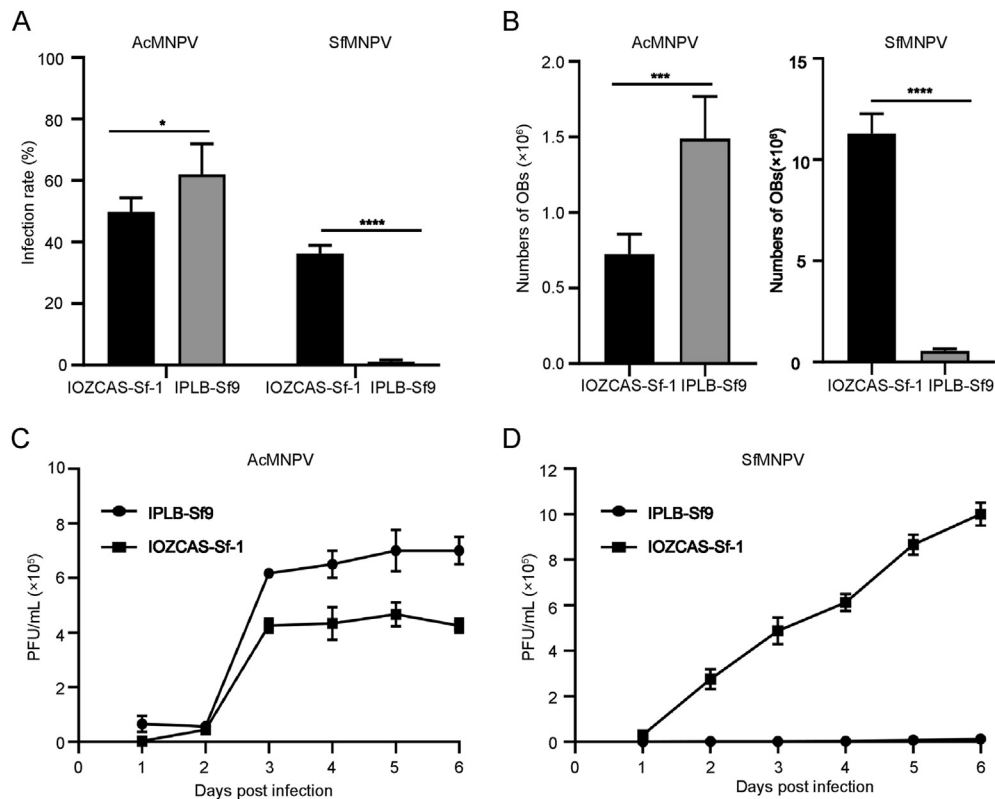 A
AcMNPV
SfMNPV
Infection rate (%)
100
80
60
40
20
0
*
****
IOZCAS-Sf-1
IPLB-Sf9
IOZCAS-Sf-1
IPLB-Sf9
B
AcMNPV
Numbers of OBs (×10⁶)
2.0
1.5
1.0
0.5
0.0
***
IOZCAS-Sf-1
IPLB-Sf9
SfMNPV
Numbers of OBs(×10⁶)
15
10
5
0
****
IOZCAS-Sf-1
IPLB-Sf9
C
AcMNPV
PFU/mL (×10⁵)
10
8
6
4
2
0
IPLB-Sf9
IOZCAS-Sf-1
0
1
2
3
4
5
6
Days post infection
D
SfMNPV
PFU/mL (×10⁵)
12
10
8
6
4
2
0
IPLB-Sf9
IOZCAS-Sf-1
0
1
2
3
4
5
6
Days post infection